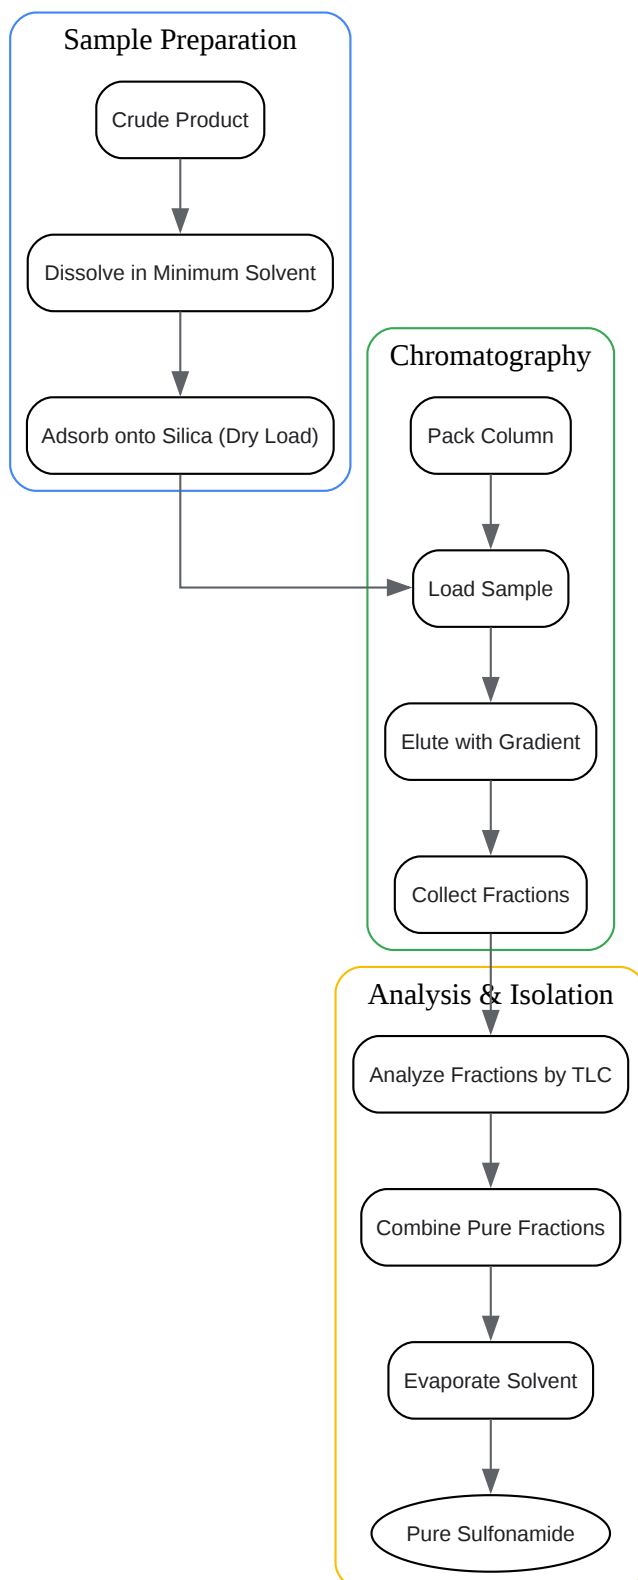 Sample Preparation
Crude Product
Dissolve in Minimum Solvent
Adsorb onto Silica (Dry Load)
Chromatography
Pack Column
Load Sample
Elute with Gradient
Collect Fractions
Analysis & Isolation
Analyze Fractions by TLC
Combine Pure Fractions
Evaporate Solvent
Pure Sulfonamide